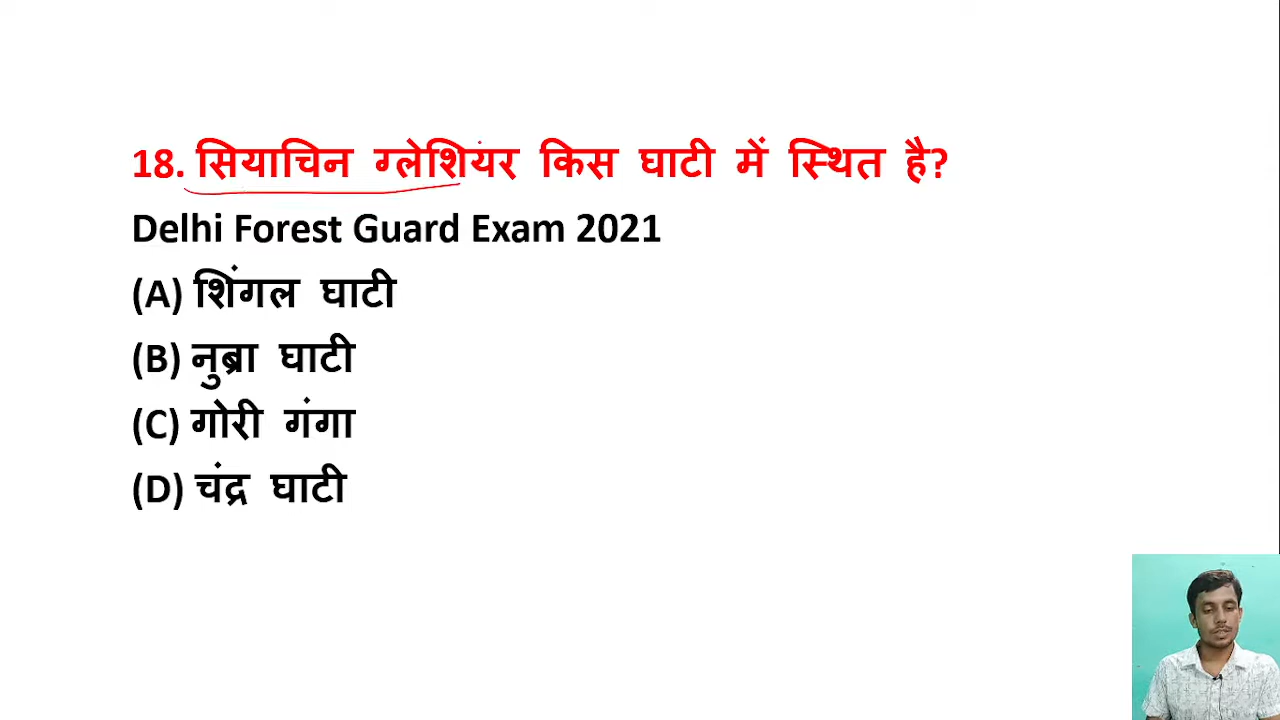 18. सियाचिन ग्लेशियर किस घाटी में स्थित है?
Delhi Forest Guard Exam 2021
(A) शिंगल घाटी
(B) नुब्रा घाटी
(C) गोरी गंगा
(D) चंद्र घाटी